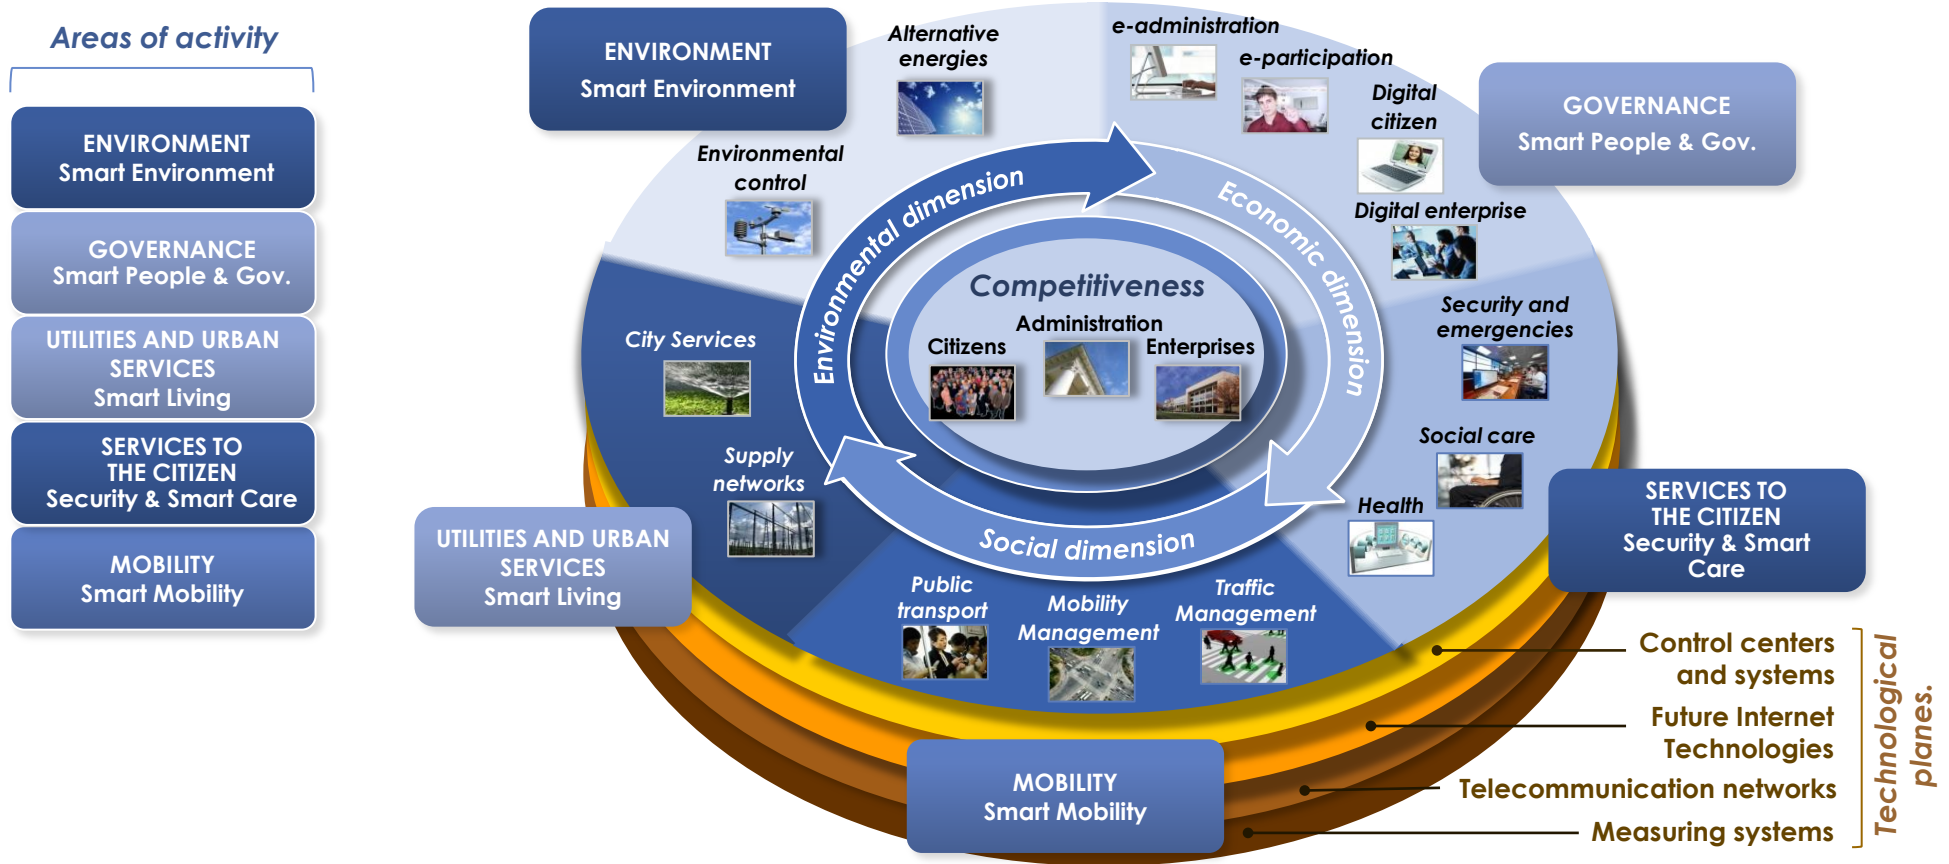 Areas of activity
ENVIRONMENT
Smart Environment
GOVERNANCE
Smart People & Gov.
UTILITIES AND URBAN
SERVICES
Smart Living
SERVICES TO
THE CITIZEN
Security & Smart Care
MOBILITY
Smart Mobility
ENVIRONMENT
Smart Environment
Alternative
energies
Environmental
control
e-administration
e-participation
Digital
citizen
Digital enterprise
GOVERNANCE
Smart People & Gov.
Environmental dimension
Economic dimension
Social dimension
Competitiveness
Administration
Citizens
Enterprises
City Services
Supply
networks
UTILITIES AND URBAN
SERVICES
Smart Living
Security and
emergencies
Social care
Health
SERVICES TO
THE CITIZEN
Security & Smart
Care
Public
transport
Mobility
Management
Traffic
Management
MOBILITY
Smart Mobility
Control centers
and systems
Future Internet
Technologies
Telecommunication networks
Measuring systems
Technological
planes.